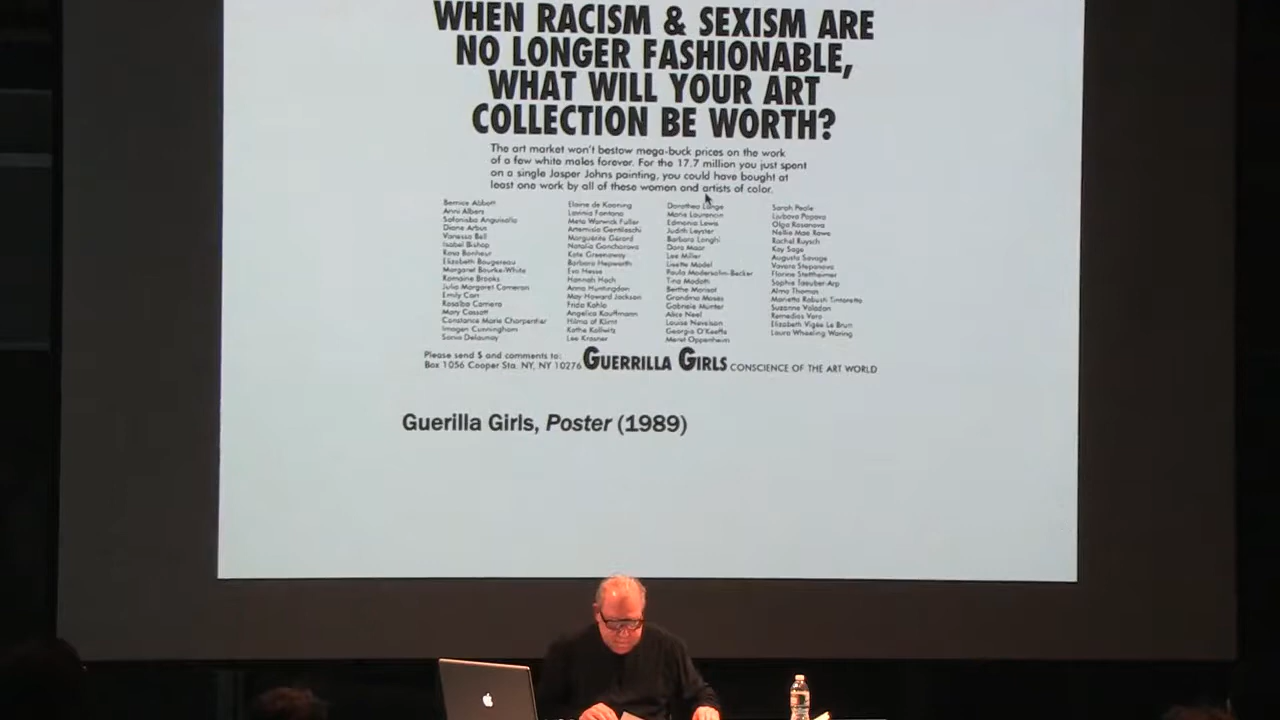 WHEN RACISM & SEXISM ARE
NO LONGER FASHIONABLE,
WHAT WILL YOUR ART
COLLECTION BE WORTH?
The art market won't bestow mega-buck prices on the work
of a few white males forever. For the 17.7 million you just spent
on a single Jasper Johns painting, you could have bought at
least one work by all of these women and artists of color.
Bernice Abbott
Anni Albers
Sofonisba Anguisolla
Diane Arbus
Vanessa Bell
Isabel Bishop
Rosa Bonheur
Elizabeth Bougereau
Margaret Bourke-White
Romaine Brooks
Julia Margaret Cameron
Emily Carr
Rosalba Carriera
Mary Cassatt
Constance Marie Charpentier
Imogen Cunningham
Sonia Delaunay
Elaine de Kooning
Lavinia Fontana
Meta Warwick Fuller
Artemisia Gentileschi
Marguérite Gérard
Natalia Goncharova
Kate Greenaway
Barbara Hepworth
Eva Hesse
Hannah Hoch
Anna Huntingdon
May Howard Jackson
Frida Kahlo
Angelica Kauffmann
Hilma af Klimt
Kathe Kollwitz
Lee Krasner
Dorothea Lange
Marie Laurencin
Edmonia Lewis
Judith Leyster
Barbara Longhi
Dora Maar
Lee Miller
Lisette Model
Paula Modersohn-Becker
Tina Modotti
Berthe Morisot
Grandma Moses
Gabriele Münter
Alice Neel
Louise Nevelson
Georgia O'Keeffe
Meret Oppenheim
Sarah Peale
Ljubova Popova
Olga Rosanova
Nellie Mae Rowe
Rachel Ruysch
Kay Sage
Augusta Savage
Vavara Stepanova
Florine Stettheimer
Sophie Taeuber-Arp
Alma Thomas
Marietta Robusti Tintoretto
Suzanne Valadon
Remedios Varo
Elizabeth Vigée Le Brun
Laura Wheeling Waring
Please send $ and comments to:
Box 1056 Cooper Sta. NY, NY 10276 GUERRILLA GIRLS CONSCIENCE OF THE ART WORLD
Guerilla Girls, Poster (1989)